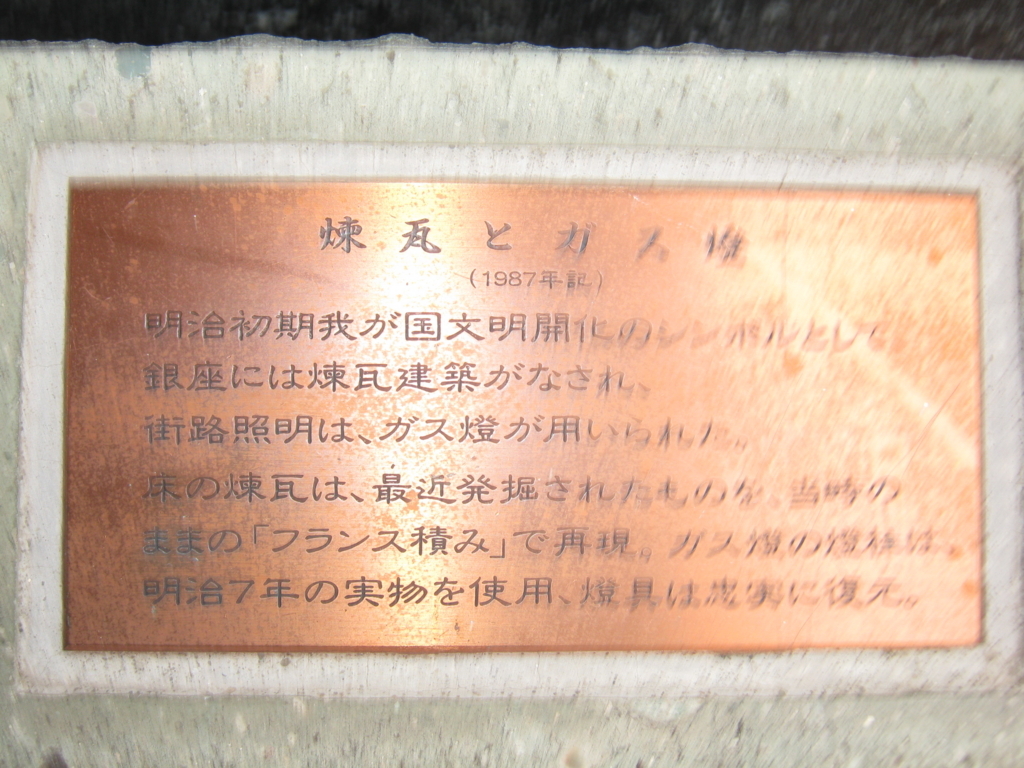 煉瓦とガス燈
(1987年記)
明治初期我が国文明開化のシンボルとして、
銀座には煉瓦建築がなされ、
街路照明は、ガス燈が用いられた。
床の煉瓦は、最近発掘されたものを、当時の
ままの「フランス積み」で再現。ガス燈の燈柱は、
明治7年の実物を使用、燈具は忠実に復元。